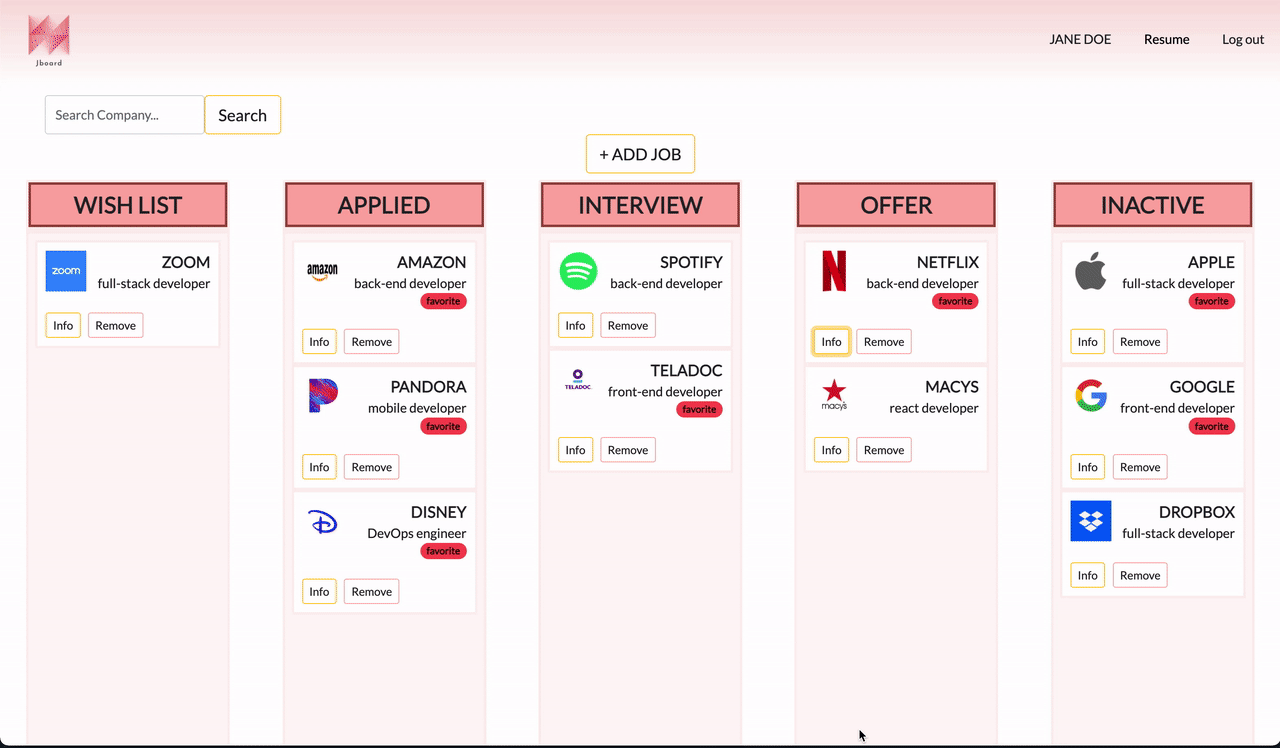 Jboard
JANE DOE Resume Log out
Search Company... Search
+ ADD JOB
WISH LIST
zoom
ZOOM
full-stack developer
Info Remove
APPLIED
amazon
AMAZON
back-end developer
favorite
Info Remove
PANDORA
mobile developer
favorite
Info Remove
DISNEY
DevOps engineer
favorite
Info Remove
INTERVIEW
SPOTIFY
back-end developer
Info Remove
TELADOC
TELADOC
front-end developer
favorite
Info Remove
OFFER
NETFLIX
back-end developer
favorite
Info Remove
macy's
MACYS
react developer
Info Remove
INACTIVE
APPLE
full-stack developer
favorite
Info Remove
GOOGLE
front-end developer
favorite
Info Remove
DROPBOX
full-stack developer
Info Remove